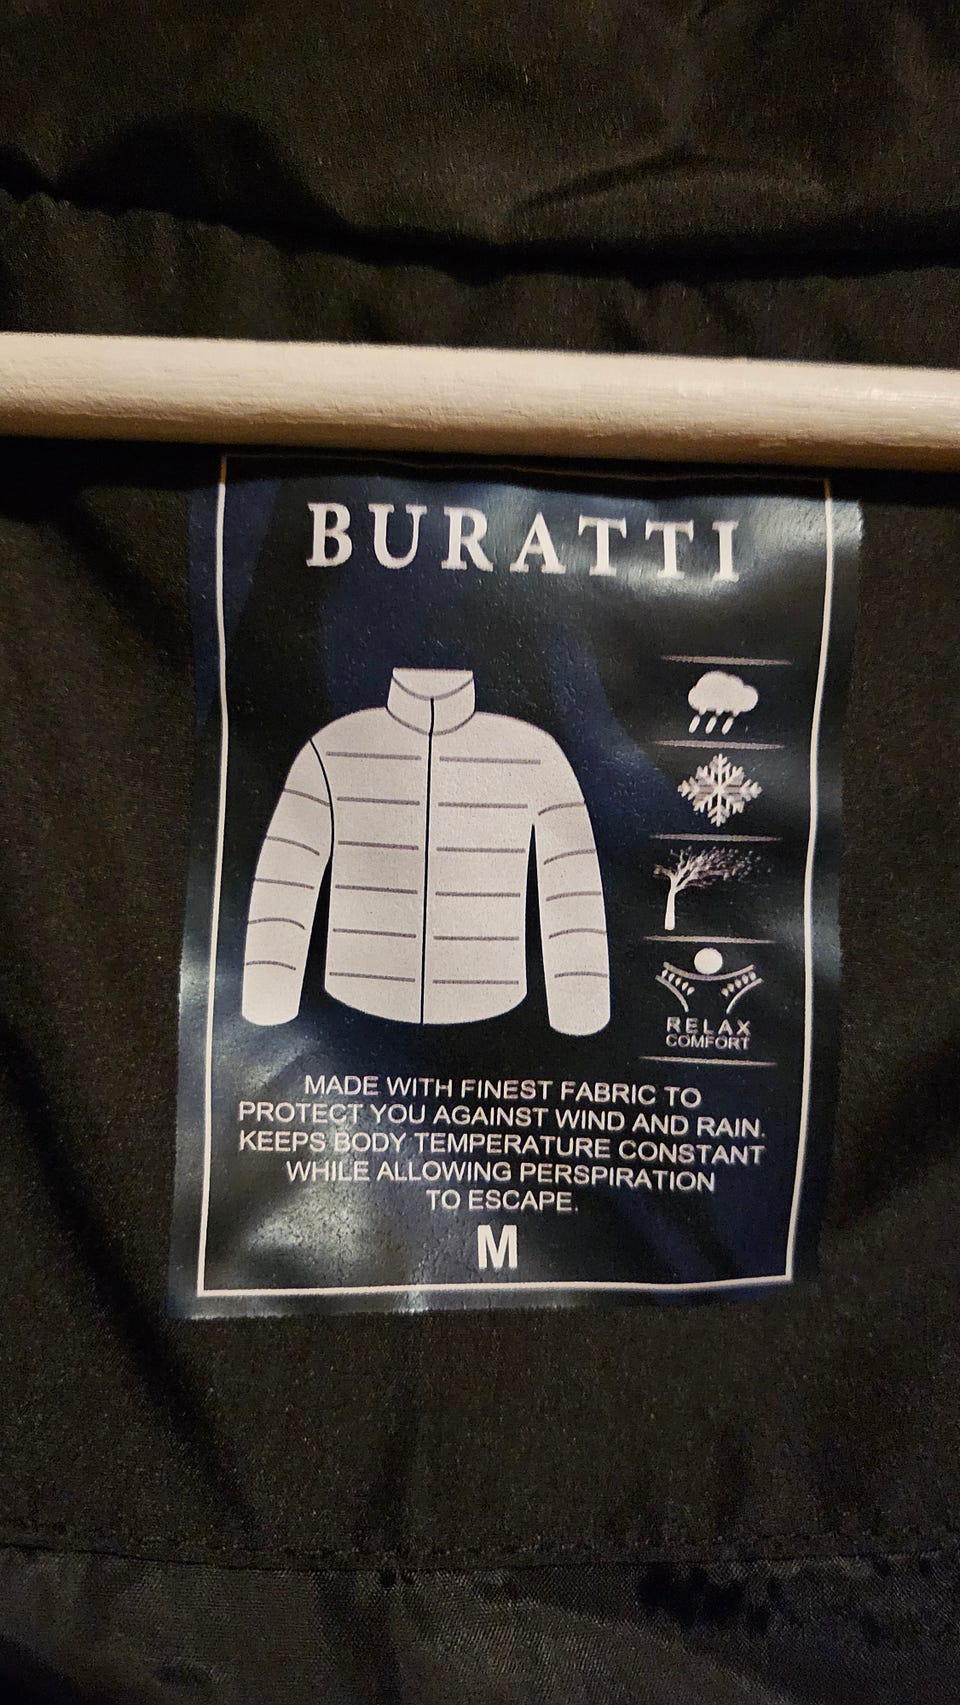 BURATTI
RELAX
COMFORT
MADE WITH FINEST FABRIC TO
PROTECT YOU AGAINST WIND AND RAIN.
KEEPS BODY TEMPERATURE CONSTANT
WHILE ALLOWING PERSPIRATION
TO ESCAPE.
M